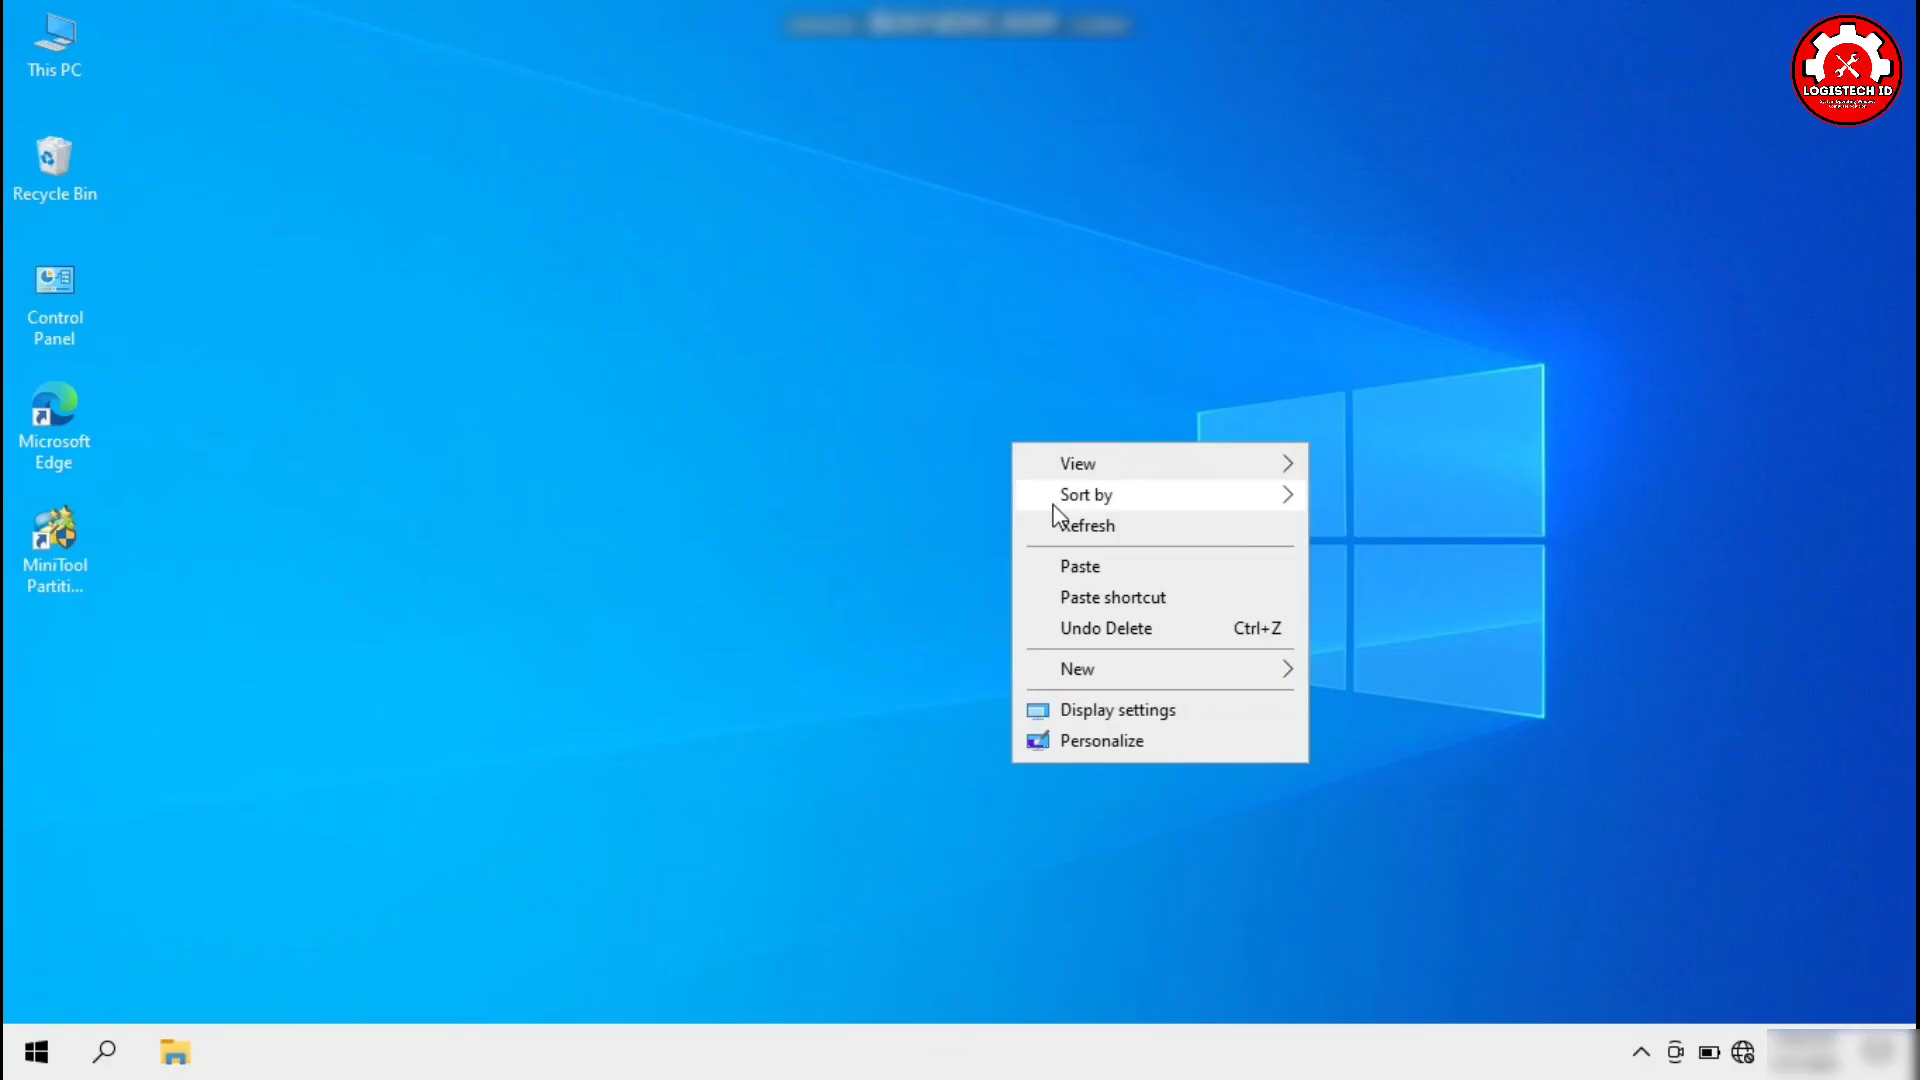 This PC
Recycle Bin
Control
Panel
Microsoft
Edge
MiniTool
Partiti...
LOGISTECH ID
View
Sort by
Refresh
Paste
Paste shortcut
Undo Delete Ctrl+Z
New
Display settings
Personalize